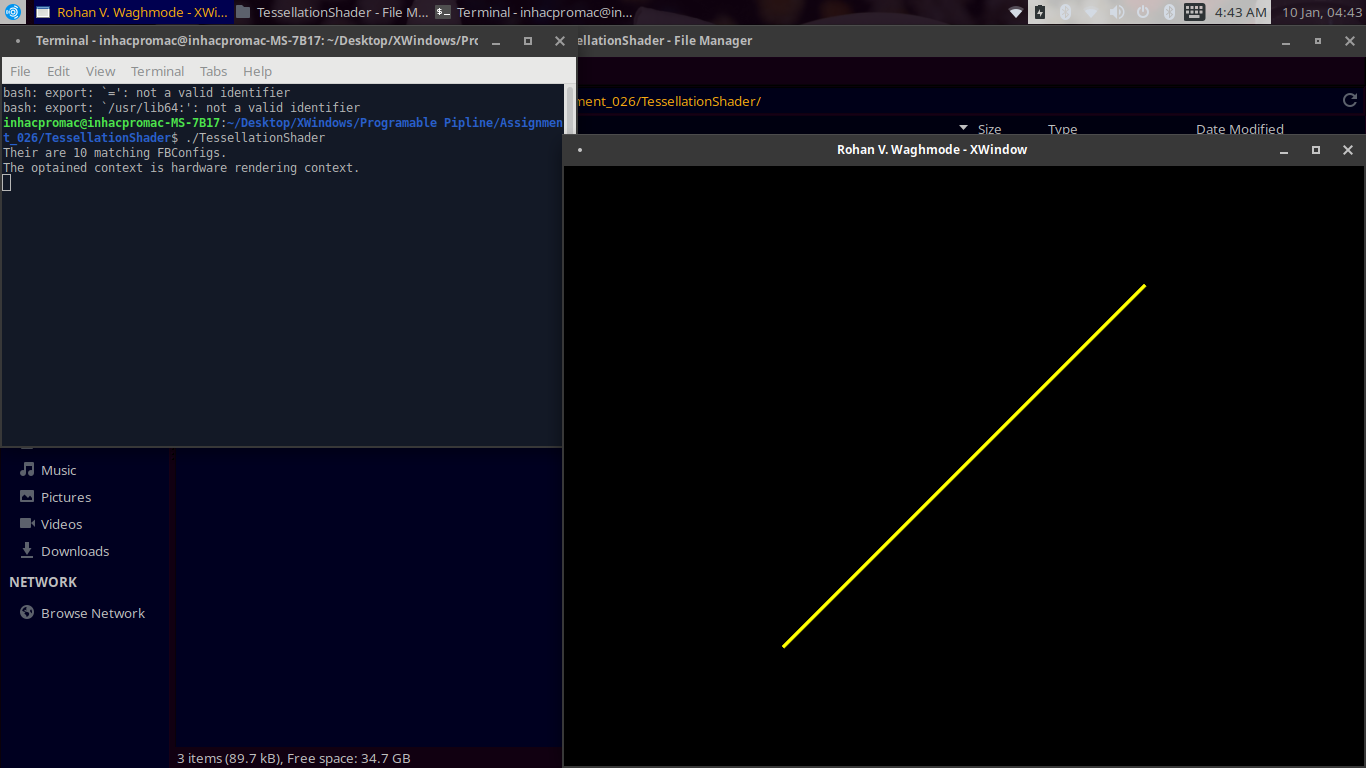 Rohan V. Waghmode - XWi...
TessellationShader - File M...
Terminal - inhacpromac@in...
4:43 AM
10 Jan, 04:43
Terminal - inhacpromac@inhacpromac-MS-7B17: ~/Desktop/XWindows/Prc
ellationShader - File Manager
File Edit View Terminal Tabs Help
bash: export: `=': not a valid identifier
bash: export: `/usr/lib64:': not a valid identifier
inhacpromac@inhacpromac-MS-7B17:~/Desktop/XWindows/Programable Pipline/Assignmen
t_026/TessellationShader$ ./TessellationShader
Their are 10 matching FBConfigs.
The optained context is hardware rendering context.
ment_026/TessellationShader/
Size Type Date Modified
Rohan V. Waghmode - XWindow
Music
Pictures
Videos
Downloads
NETWORK
Browse Network
3 items (89.7 kB), Free space: 34.7 GB